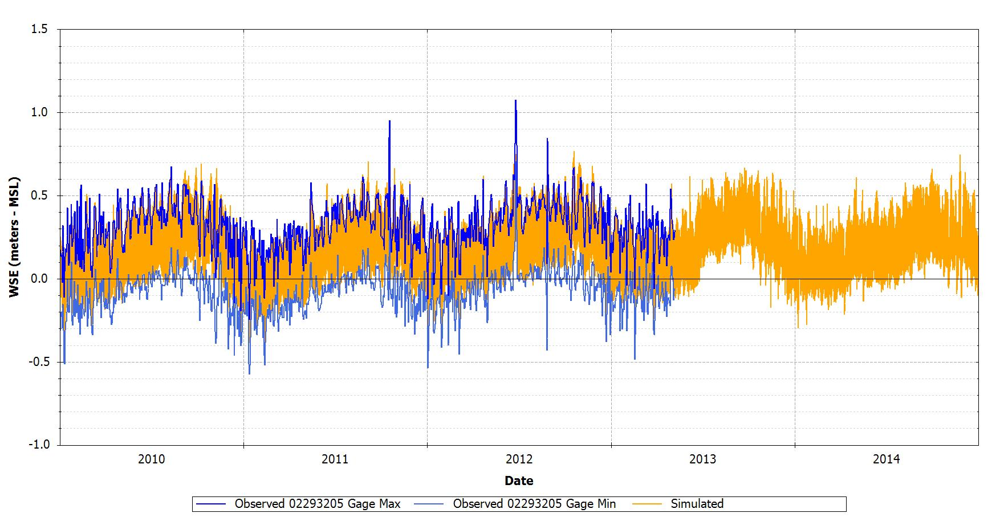 1.5
1.0
0.5
0.0
-0.5
-1.0
WSE (meters - MSL)
2010 2011 2012 2013 2014
Date
Observed 02293205 Gage Max Observed 02293205 Gage Min Simulated